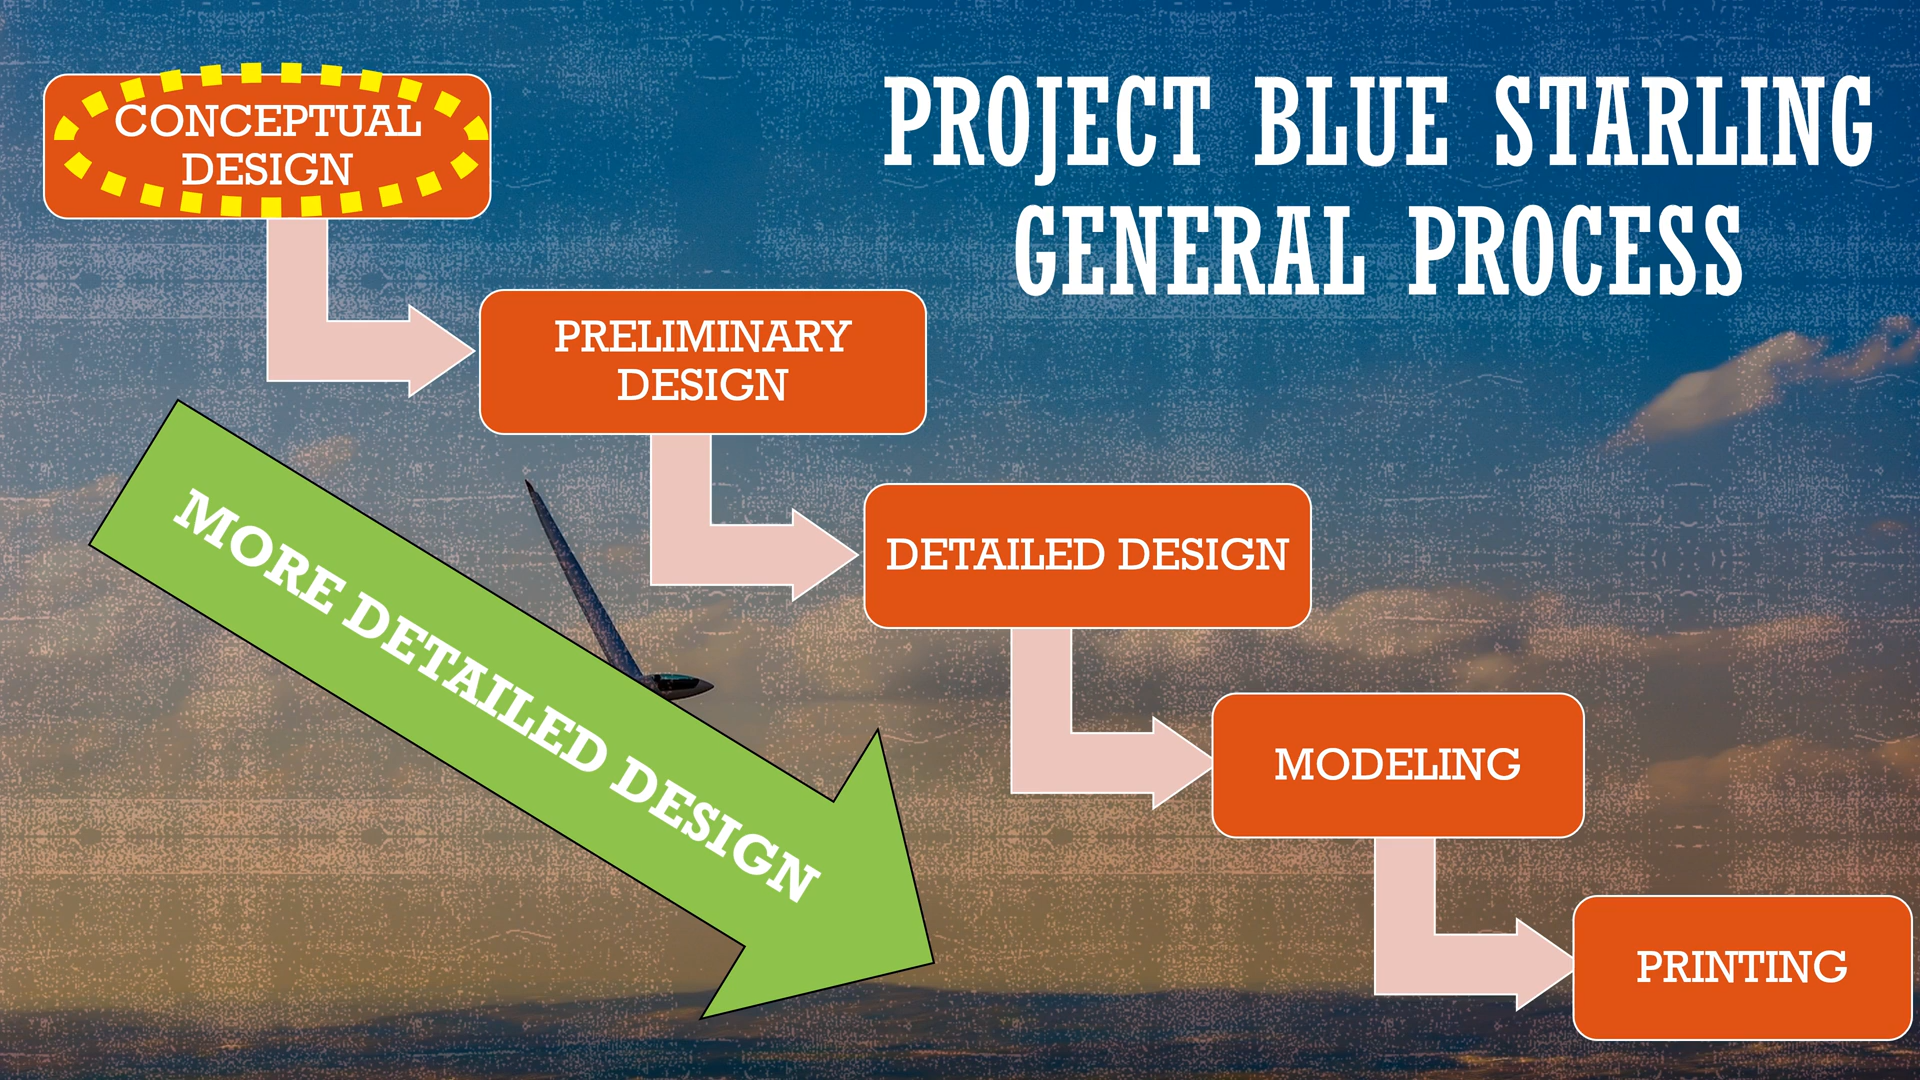 PROJECT BLUE STARLING
GENERAL PROCESS
CONCEPTUAL
DESIGN
PRELIMINARY
DESIGN
DETAILED DESIGN
MODELING
PRINTING
MORE DETAILED DESIGN